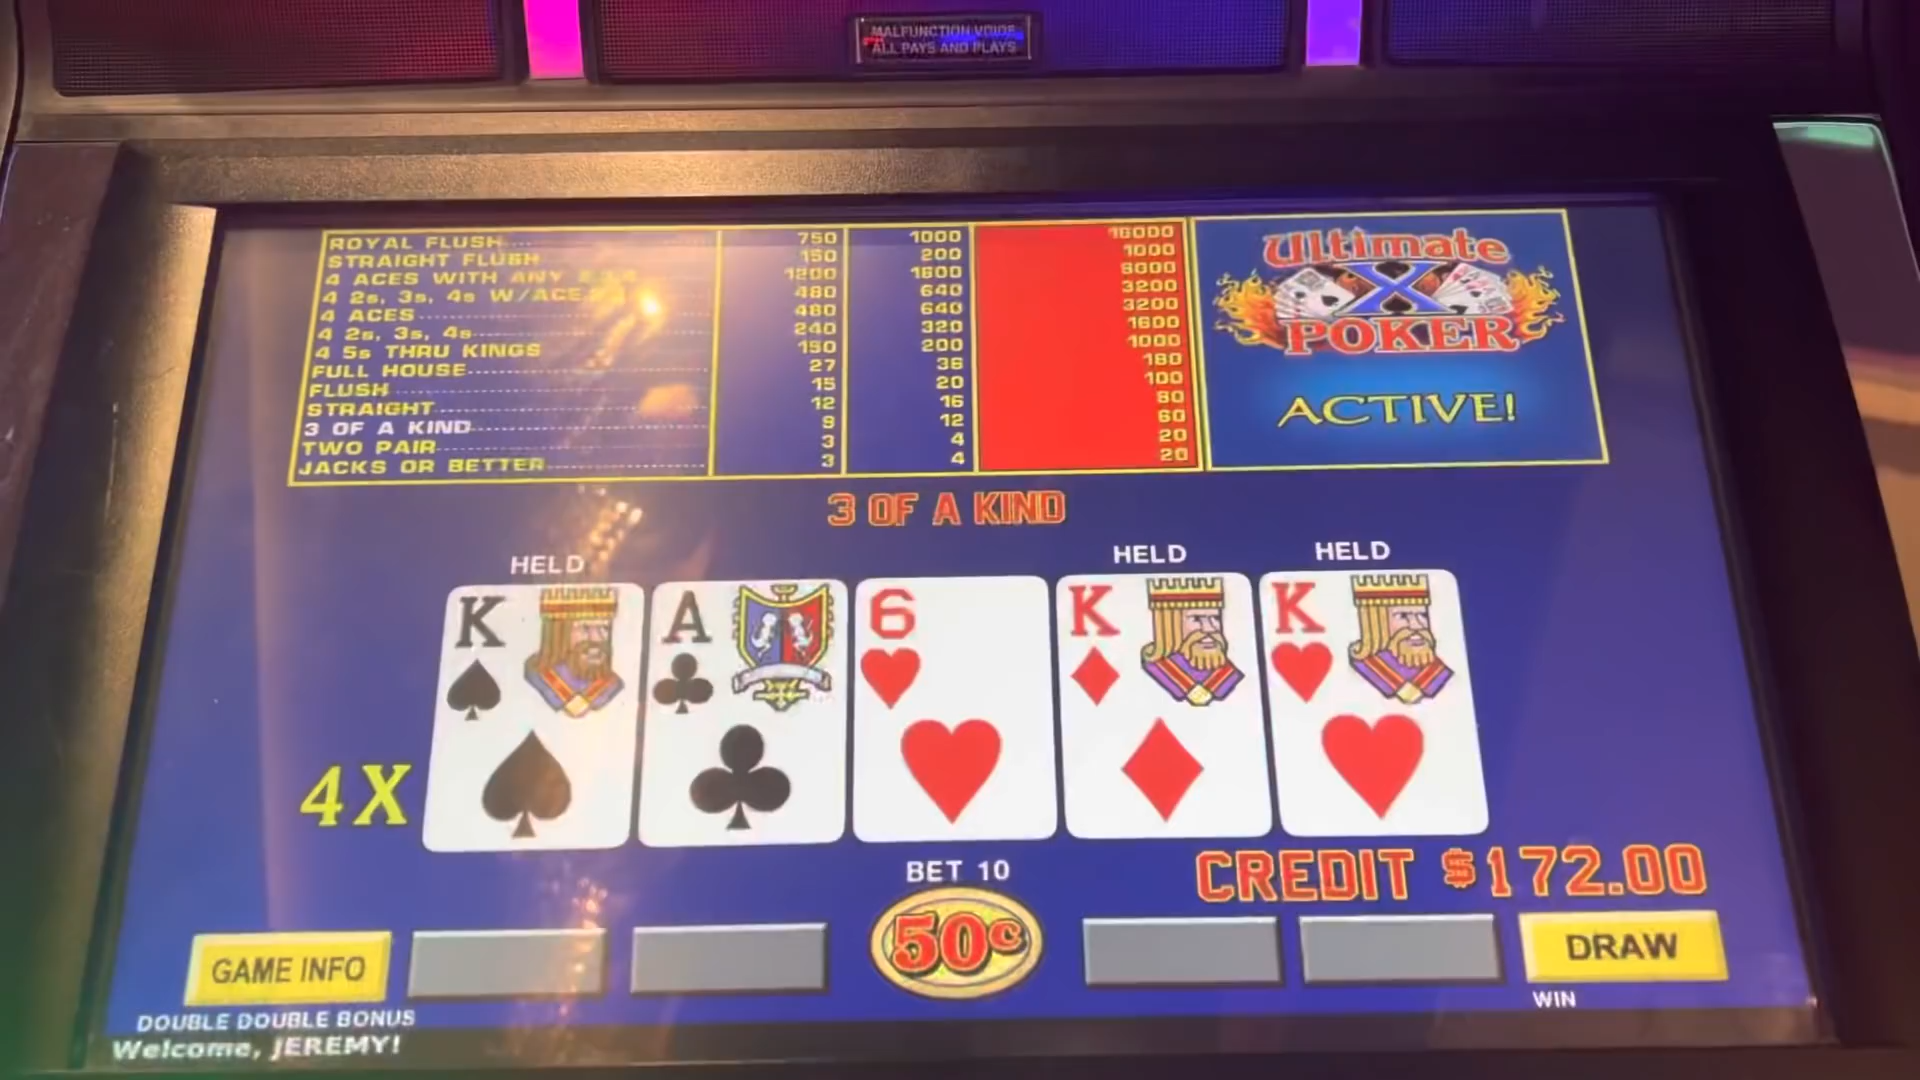 MALFUNCTION VOIDS
ALL PAYS AND PLAYS
ROYAL FLUSH 750 1000 16000
STRAIGHT FLUSH 150 200 1000
4 ACES WITH ANY 1200 1600 8000
4 2s, 3s, 4s W/ACE 480 640 3200
4 ACES 480 640 3200
4 2s, 3s, 4s 240 320 1600
4 5s THRU KINGS 150 200 1000
FULL HOUSE 27 36 180
FLUSH 15 20 100
STRAIGHT 12 16 80
3 OF A KIND 9 12 60
TWO PAIR 3 4 20
JACKS OR BETTER 3 4 20
Ultimate
X
POKER
ACTIVE!
3 OF A KIND
HELD HELD HELD
K A 6 K K
4X
BET 10
CREDIT $172.00
50¢
GAME INFO
DRAW
WIN
DOUBLE DOUBLE BONUS
Welcome, JEREMY!